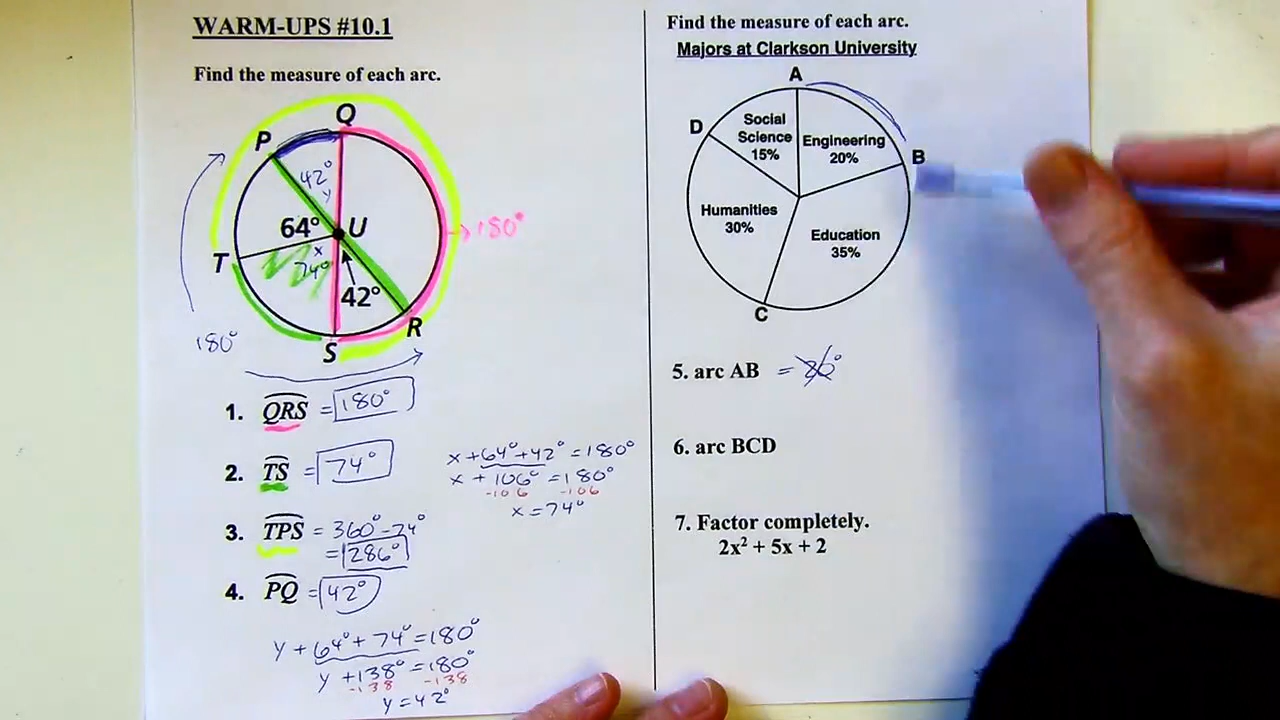 WARM-UPS #10.1
Find the measure of each arc.
Q
P
42°
y
64°
U
→180°
T
x
74°
42°
R
S
180°
1. QRS = 180°
2. TS = 74°
x + 64° + 42° = 180°
x + 106° = 180°
-106 -106
x = 74°
3. TPS = 360° - 74°
= 286°
4. PQ = 42°
y + 64° + 74° = 180°
y + 138° = 180°
-138 -138
y = 42°
Find the measure of each arc.
Majors at Clarkson University
A
D
Social
Science
15%
Engineering
20%
B
Humanities
30%
Education
35%
C
5. arc AB = 20°
6. arc BCD
7. Factor completely.
2x² + 5x + 2